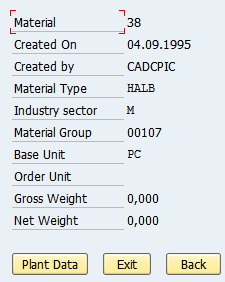 Material 38
Created On 04.09.1995
Created by CADCPIC
Material Type HALB
Industry sector M
Material Group 00107
Base Unit PC
Order Unit
Gross Weight 0,000
Net Weight 0,000
Plant Data Exit Back